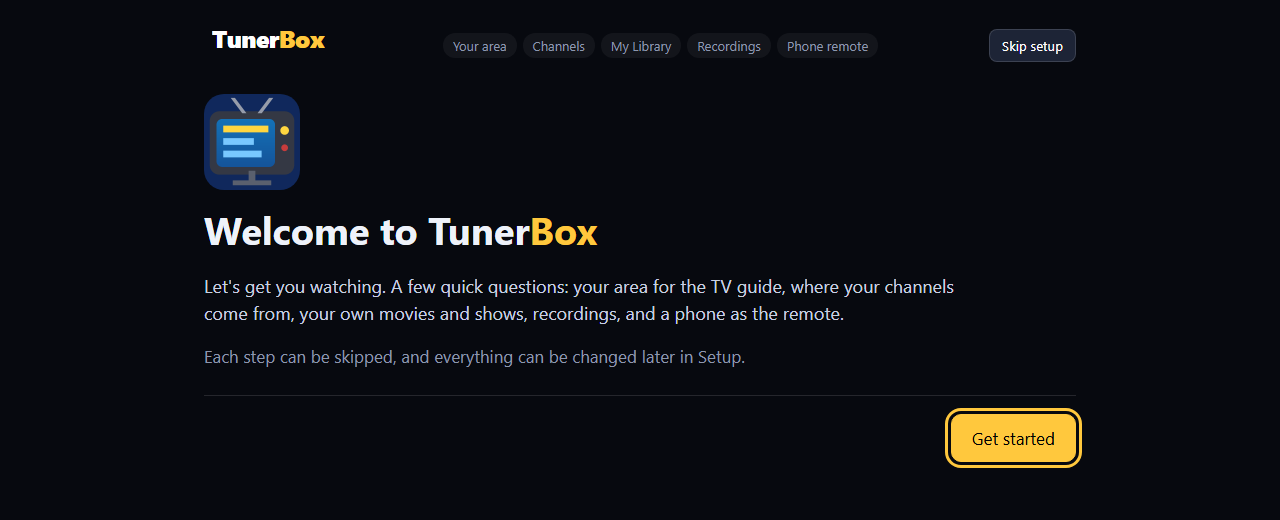 TunerBox
Your area
Channels
My Library
Recordings
Phone remote
Skip setup
Welcome to TunerBox
Let's get you watching. A few quick questions: your area for the TV guide, where your channels
come from, your own movies and shows, recordings, and a phone as the remote.
Each step can be skipped, and everything can be changed later in Setup.
Get started